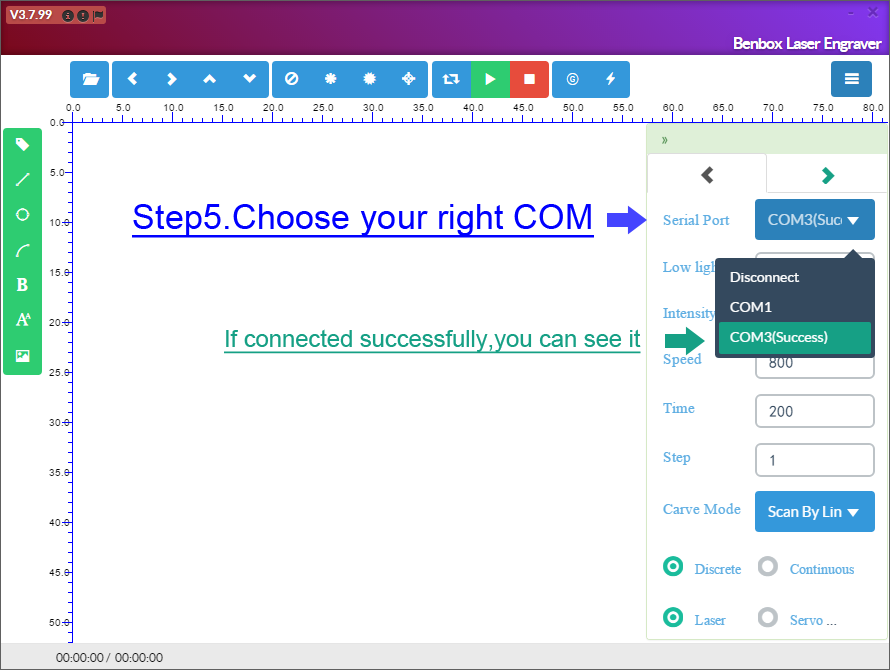 V3.7.99
Benbox Laser Engraver
0.0 5.0 10.0 15.0 20.0 25.0 30.0 35.0 40.0 45.0 50.0 55.0 60.0 65.0 70.0 75.0 80.0
0.0
5.0
10.0
15.0
20.0
25.0
30.0
35.0
40.0
45.0
50.0
B
A
Step5.Choose your right COM
If connected successfully,you can see it
»
Serial Port COM3(Suc
Low ligh
Disconnect
COM1
Intensity
COM3(Success)
Speed 800
Time 200
Step 1
Carve Mode Scan By Lin
Discrete Continuous
Laser Servo ...
00:00:00 / 00:00:00